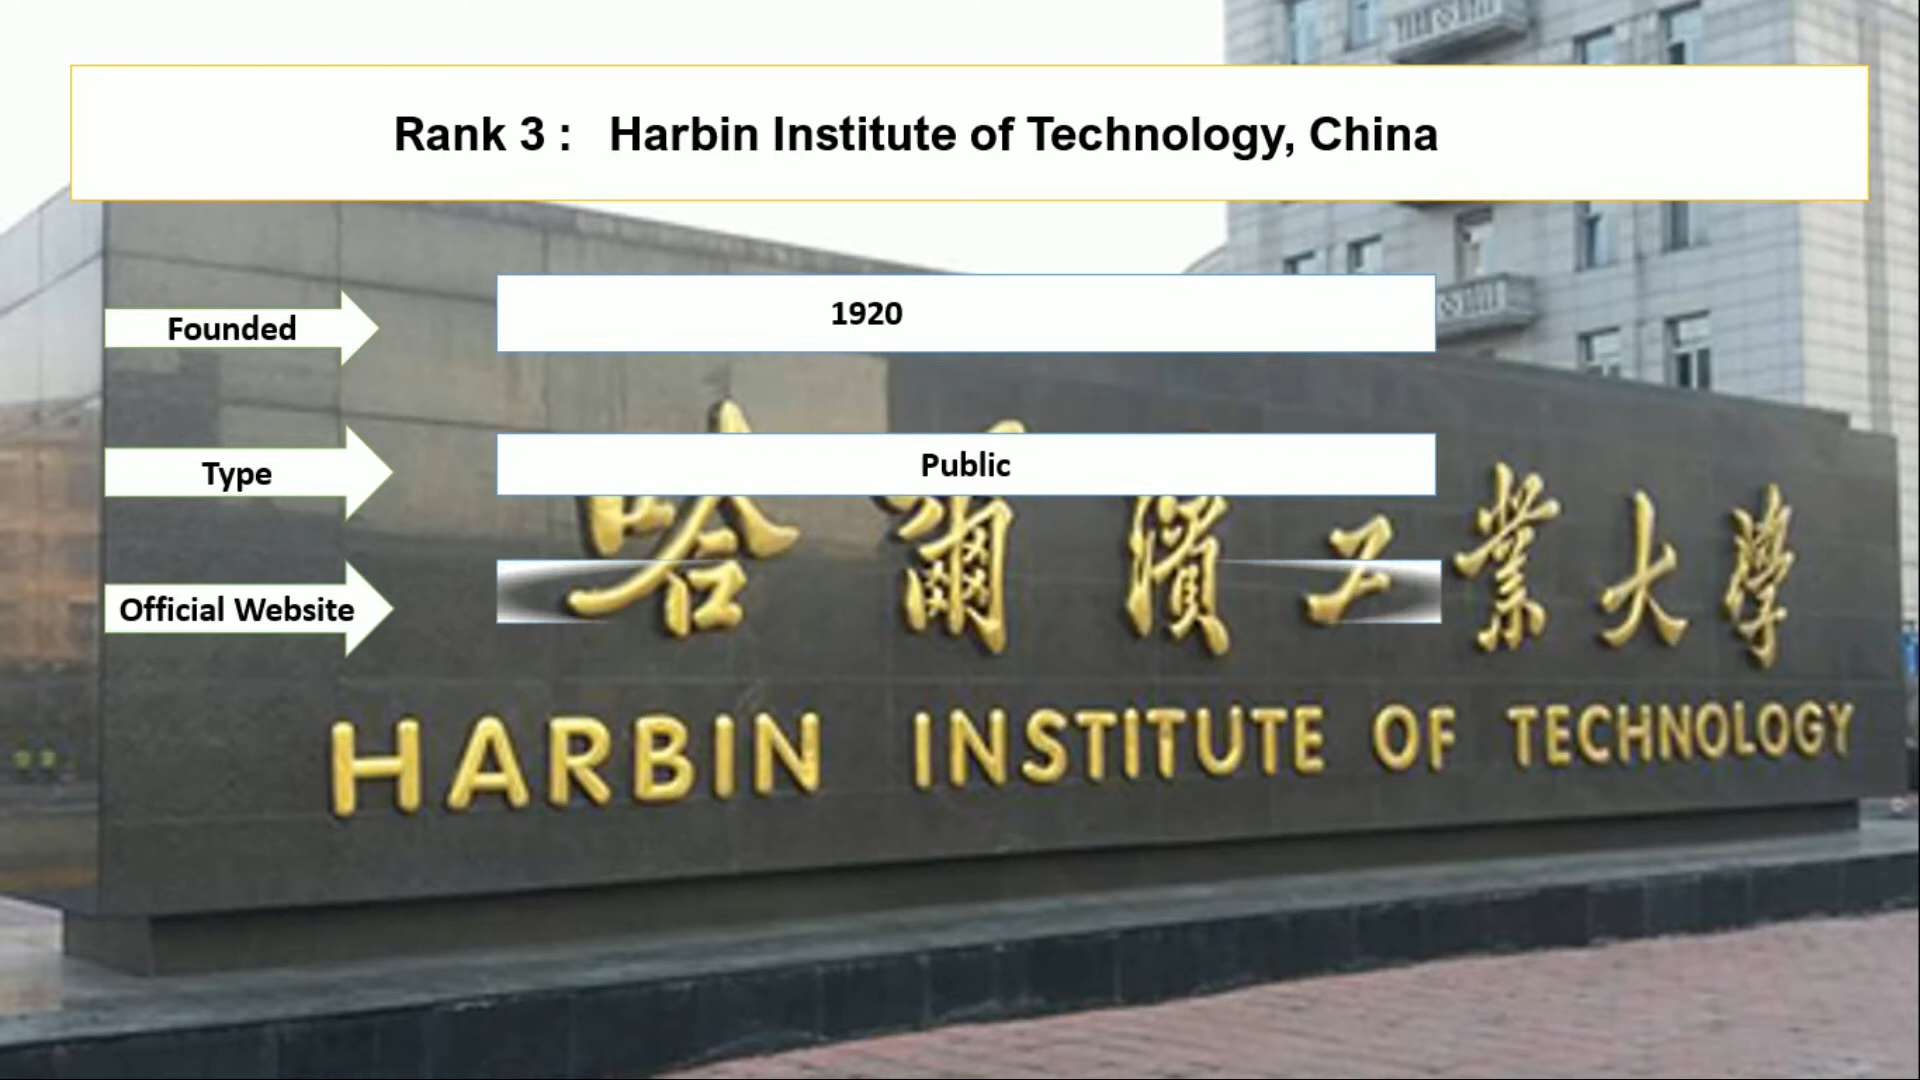 Rank 3 : Harbin Institute of Technology, China
Founded
1920
Type
Public
Official Website
哈爾濱工業大學
HARBIN INSTITUTE OF TECHNOLOGY